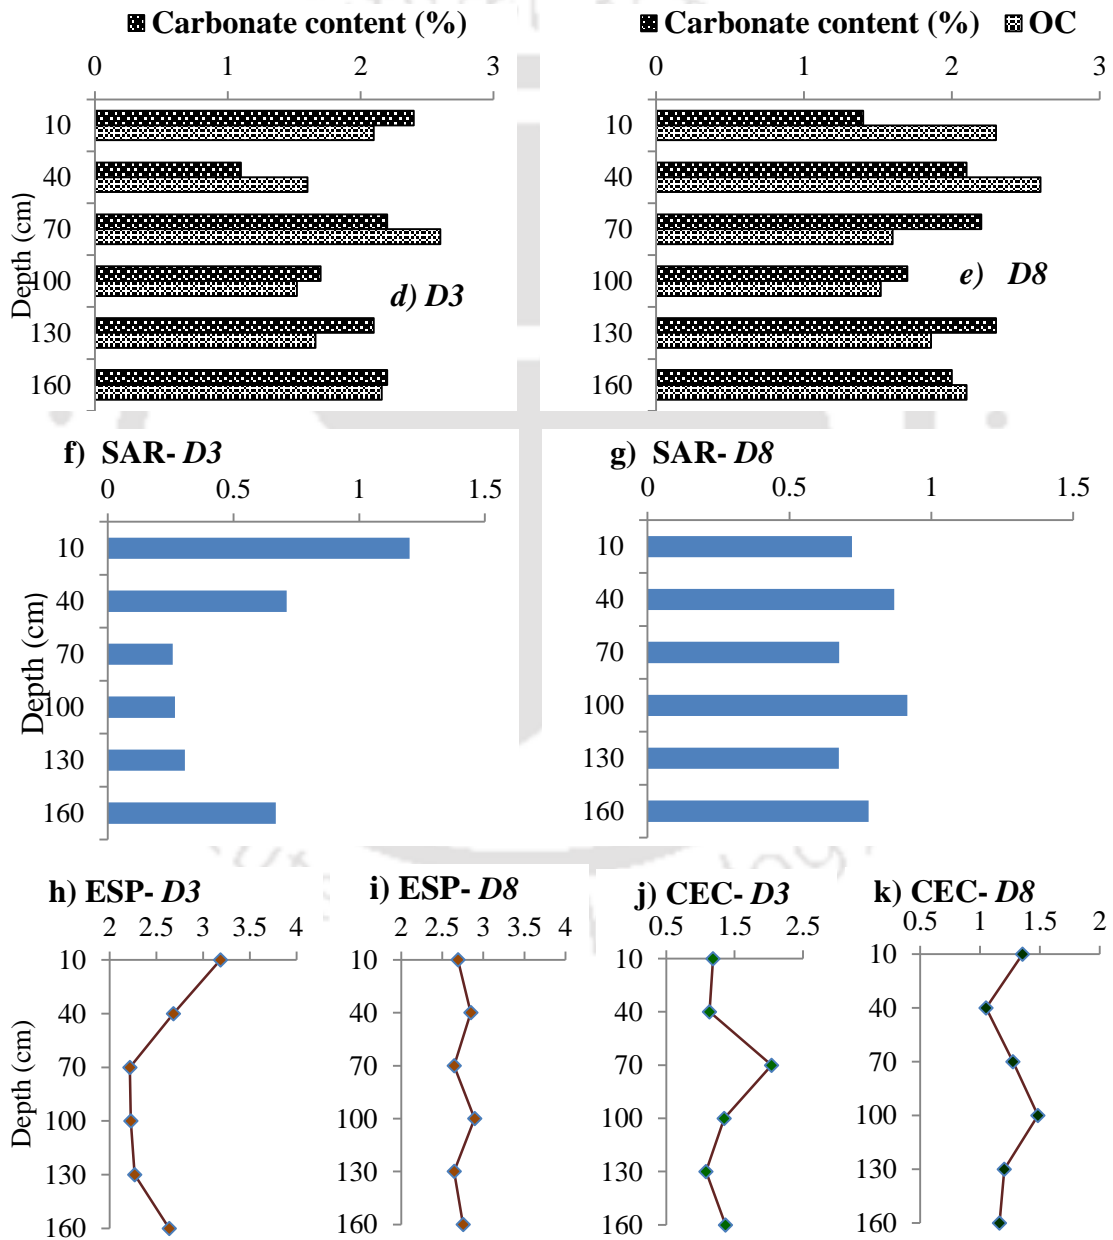 Carbonate content (%)
0 1 2 3
10
40
70
100
130
160
Depth (cm)
d) D3
Carbonate content (%) OC
0 1 2 3
10
40
70
100
130
160
e) D8
f) SAR- D3
0 0.5 1 1.5
10
40
70
100
130
160
Depth (cm)
g) SAR- D8
0 0.5 1 1.5
10
40
70
100
130
160
h) ESP- D3
2 2.5 3 3.5 4
10
40
70
100
130
160
Depth (cm)
i) ESP- D8
2 2.5 3 3.5 4
10
40
70
100
130
160
j) CEC- D3
0.5 1.5 2.5
10
40
70
100
130
160
k) CEC- D8
0.5 1 1.5 2
10
40
70
100
130
160